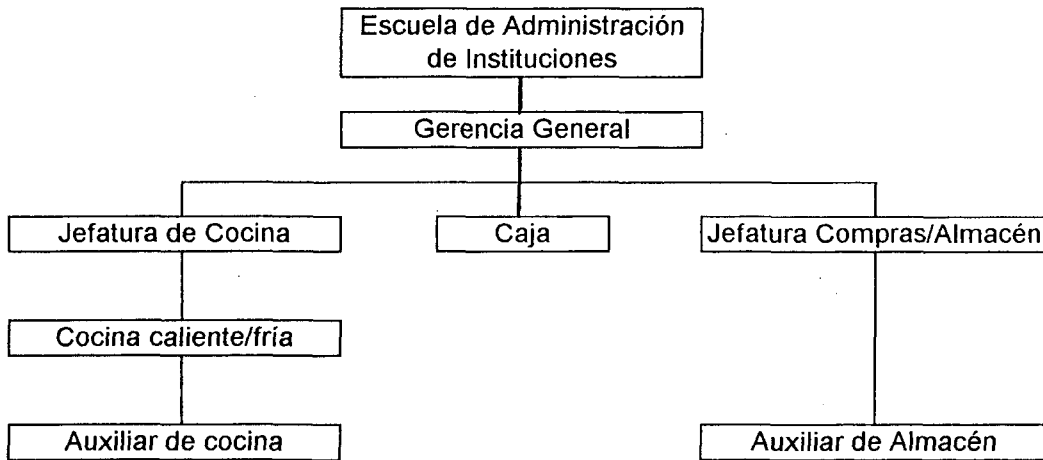 Escuela de Administración
de Instituciones
Gerencia General
Jefatura de Cocina
Caja
Jefatura Compras/Almacén
Cocina caliente/fría
Auxiliar de cocina
Auxiliar de Almacén